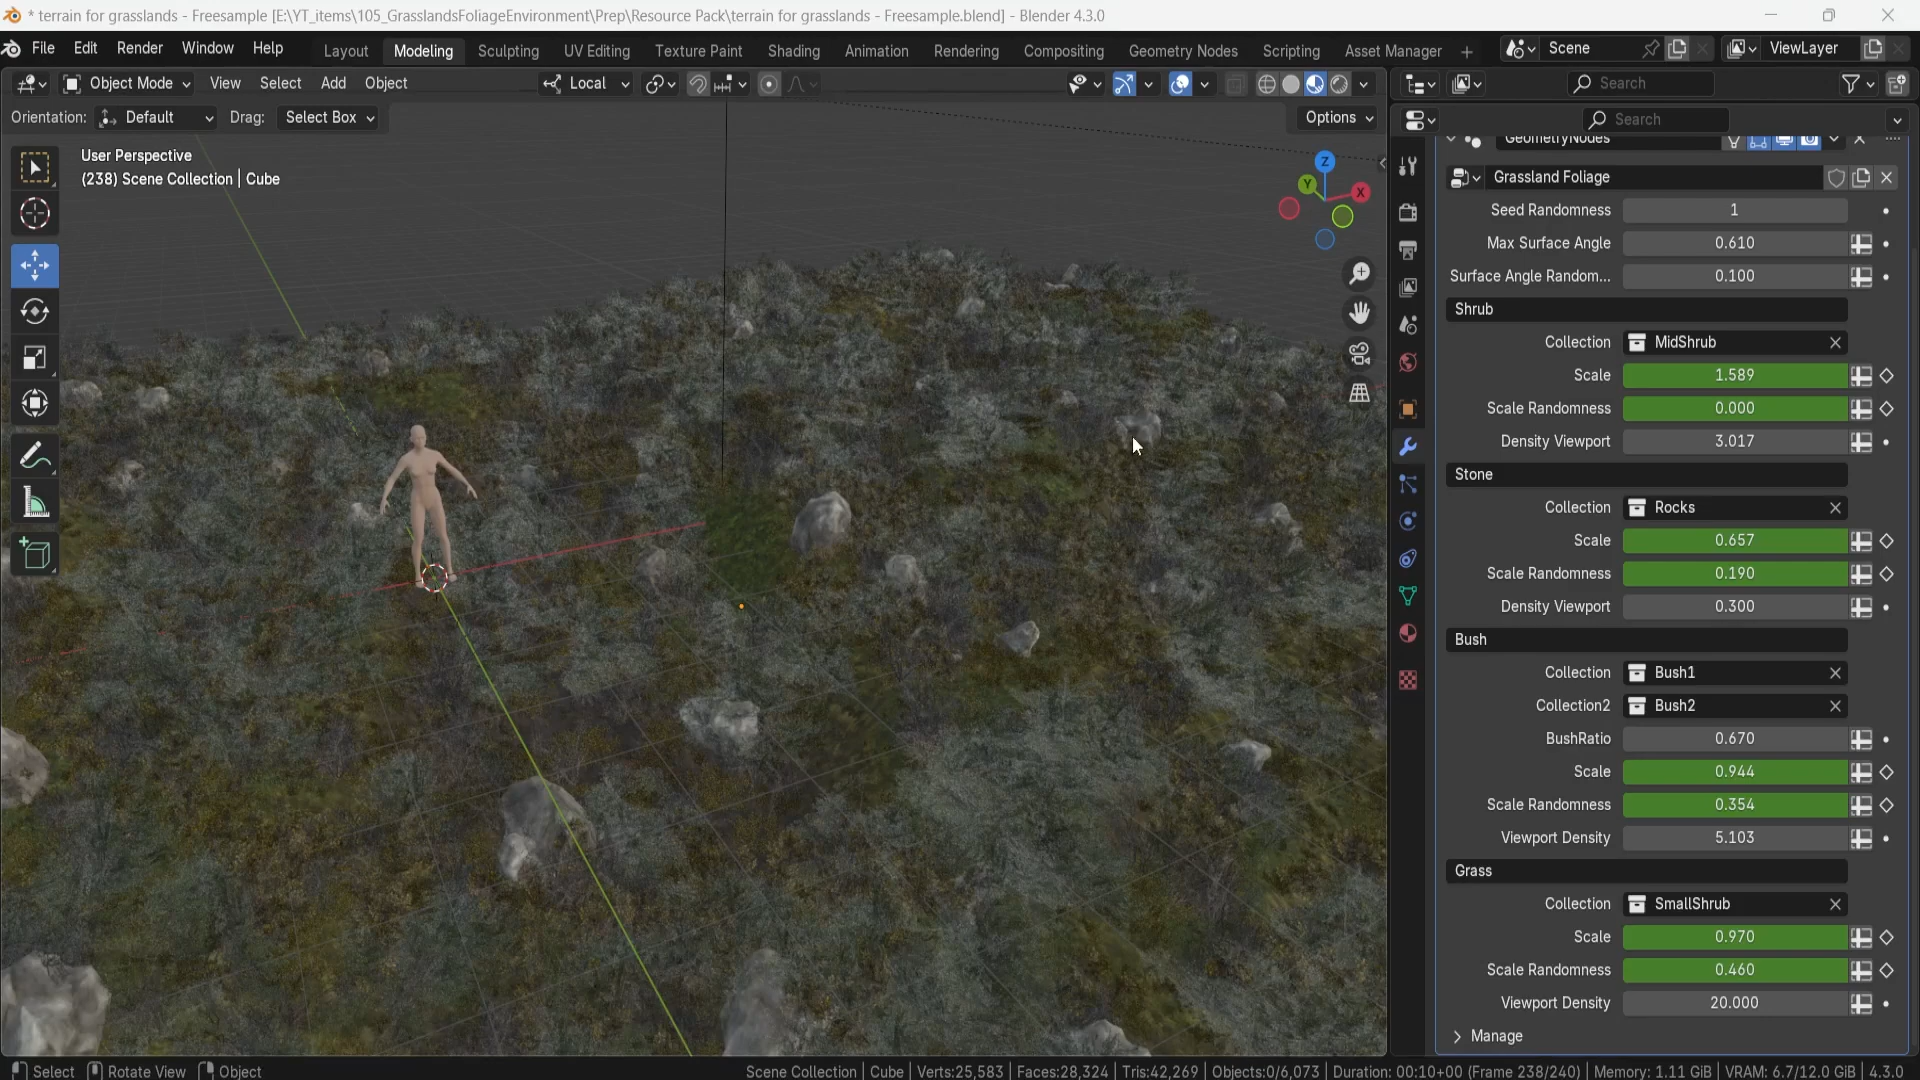 * terrain for grasslands - Freesample [E:\YT_items\105_GrasslandsFoliageEnvironment\Prep\Resource Pack\terrain for grasslands - Freesample.blend] - Blender 4.3.0
File Edit Render Window Help Layout Modeling Sculpting UV Editing Texture Paint Shading Animation Rendering Compositing Geometry Nodes Scripting Asset Manager + Scene ViewLayer
Object Mode View Select Add Object Local Search
Orientation: Default Drag: Select Box Options Search
User Perspective
(238) Scene Collection | Cube
Z
Y
X
GeometryNodes
Grassland Foliage
Seed Randomness 1
Max Surface Angle 0.610
Surface Angle Random... 0.100
Shrub
Collection MidShrub
Scale 1.589
Scale Randomness 0.000
Density Viewport 3.017
Stone
Collection Rocks
Scale 0.657
Scale Randomness 0.190
Density Viewport 0.300
Bush
Collection Bush1
Collection2 Bush2
BushRatio 0.670
Scale 0.944
Scale Randomness 0.354
Viewport Density 5.103
Grass
Collection SmallShrub
Scale 0.970
Scale Randomness 0.460
Viewport Density 20.000
Manage
Select Rotate View Object Scene Collection | Cube | Verts:25,583 | Faces:28,324 | Tris:42,269 | Objects:0/6,073 | Duration: 00:10+00 (Frame 238/240) | Memory: 1.11 GiB | VRAM: 6.7/12.0 GiB | 4.3.0